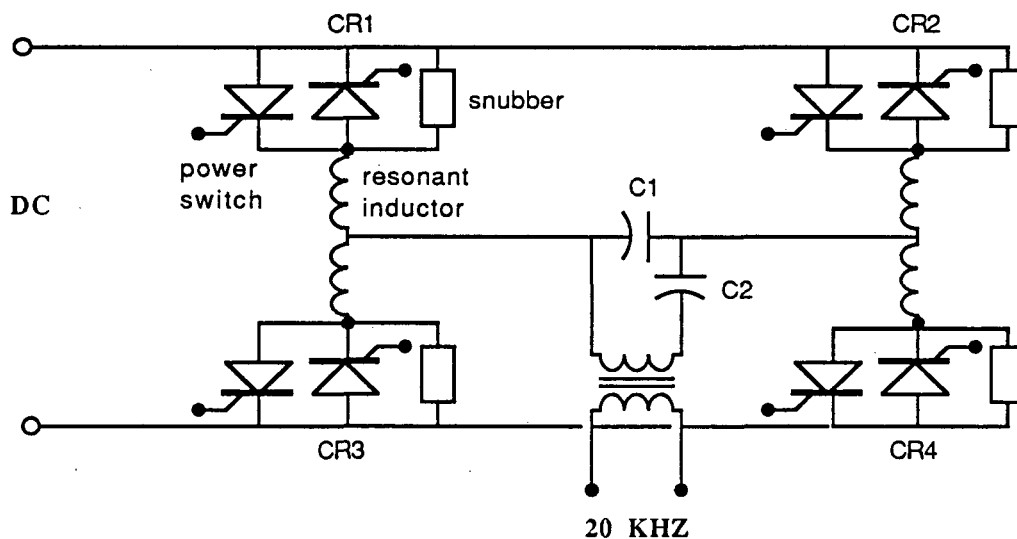 CR1
CR2
snubber
power
switch
resonant
inductor
DC
C1
C2
CR3
CR4
20 KHZ